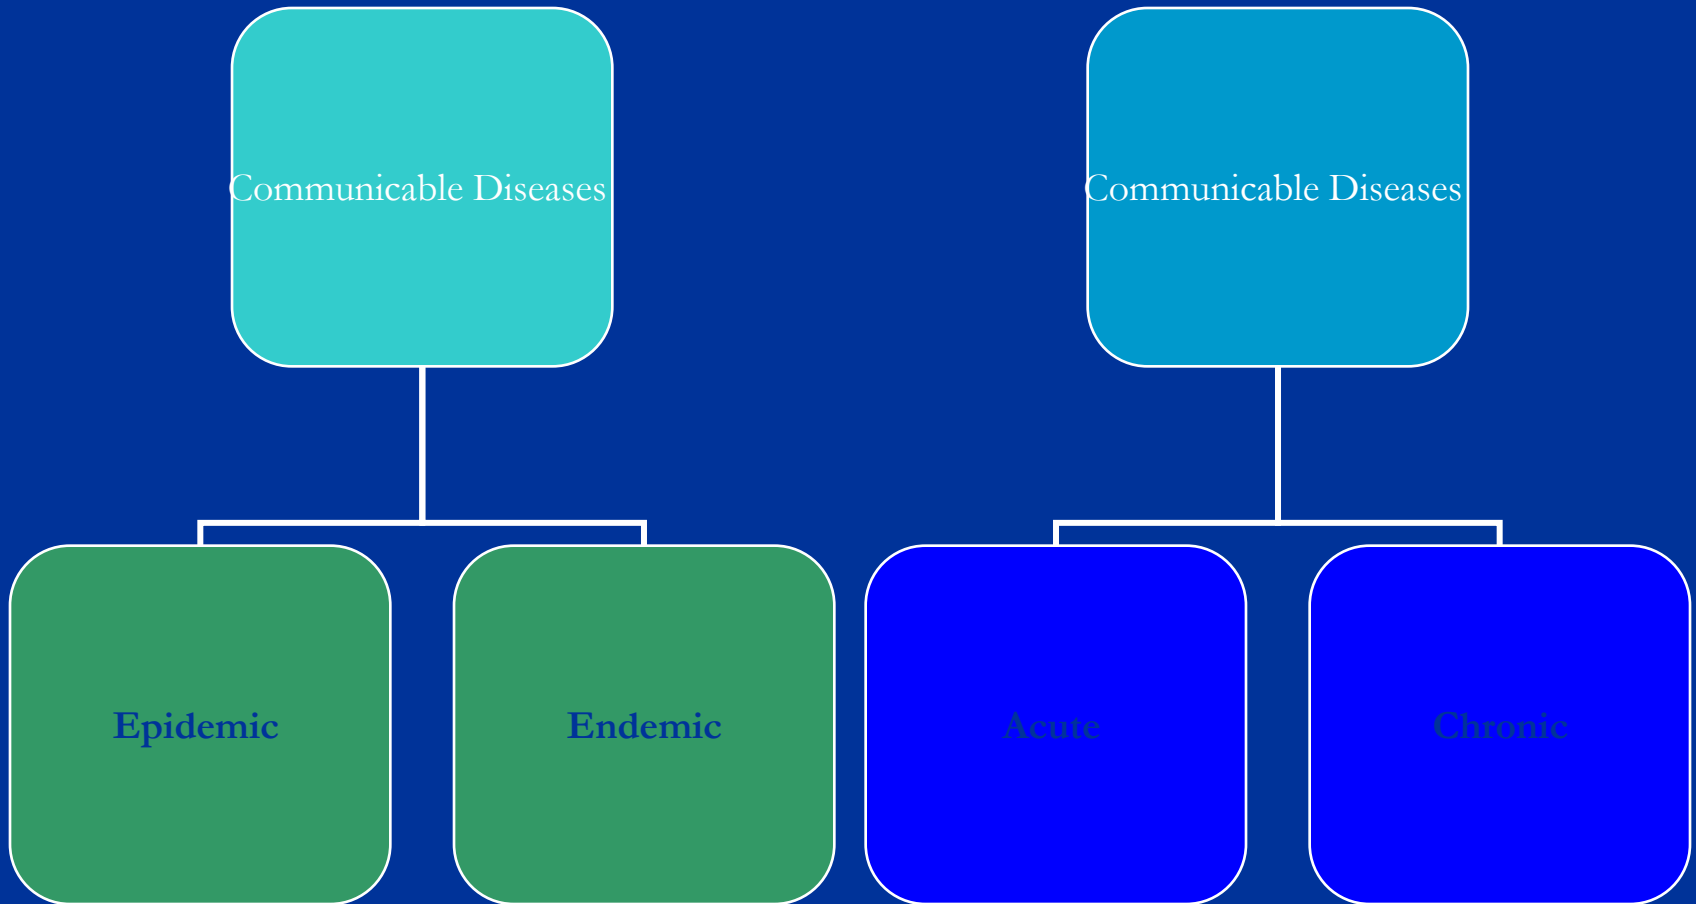 Communicable Diseases
Communicable Diseases
Epidemic
Endemic
Acute
Chronic